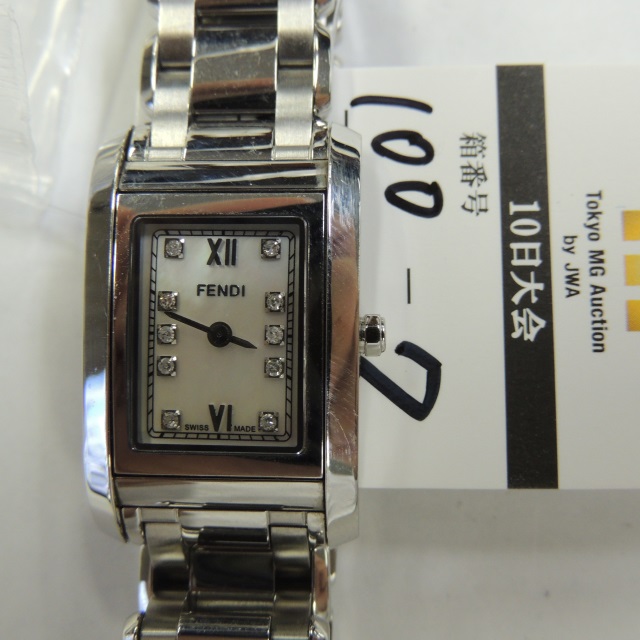 XII
FENDI
VI
SWISS MADE
100-7
箱番号
10日大会
Tokyo MG Auction
by JWA